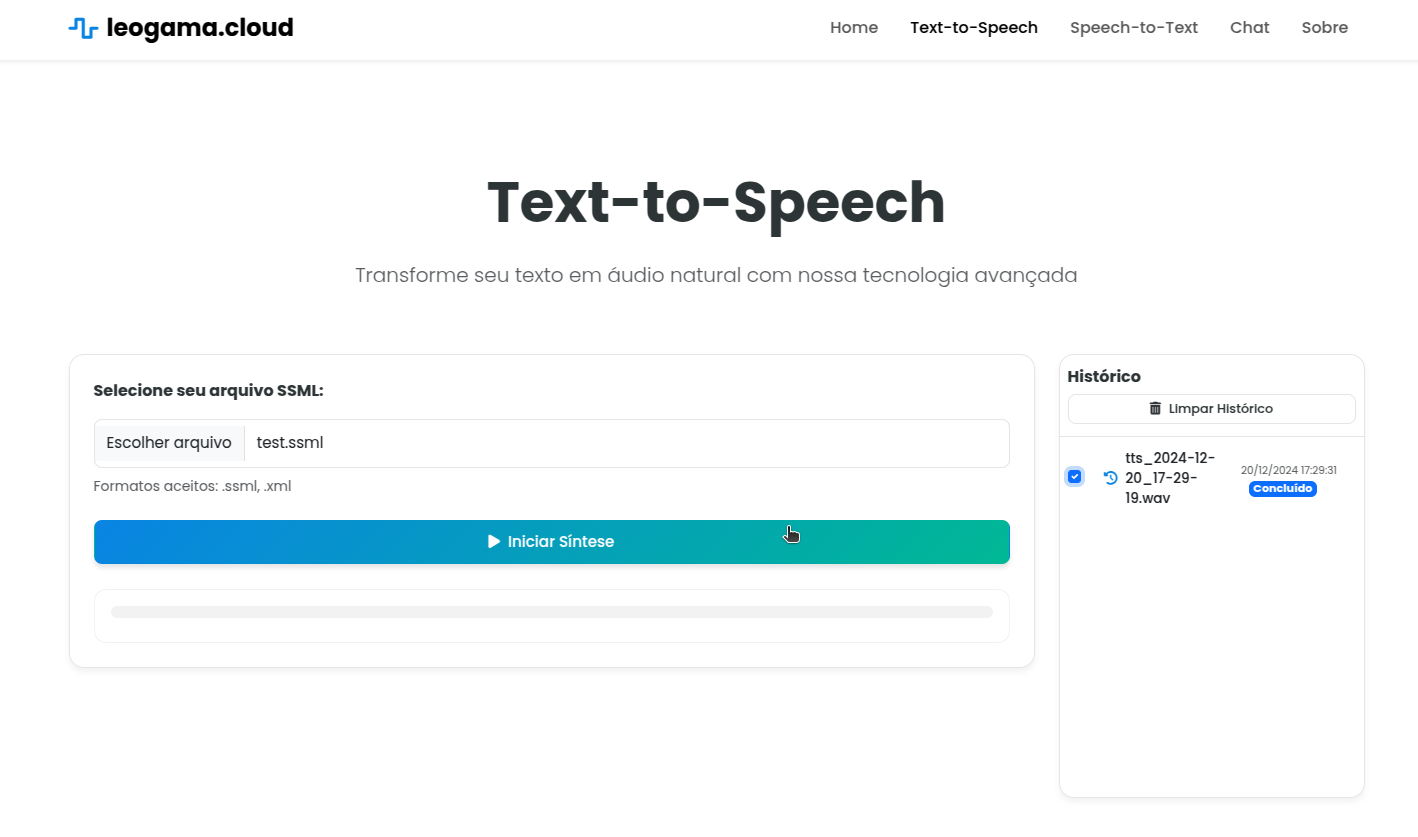 leogama.cloud
Home Text-to-Speech Speech-to-Text Chat Sobre
Text-to-Speech
Transforme seu texto em áudio natural com nossa tecnologia avançada
Selecione seu arquivo SSML:
Escolher arquivo test.ssml
Formatos aceitos: .ssml, .xml
Iniciar Síntese
Histórico
Limpar Histórico
tts_2024-12-
20_17-29-
19.wav
20/12/2024 17:29:31
Concluído